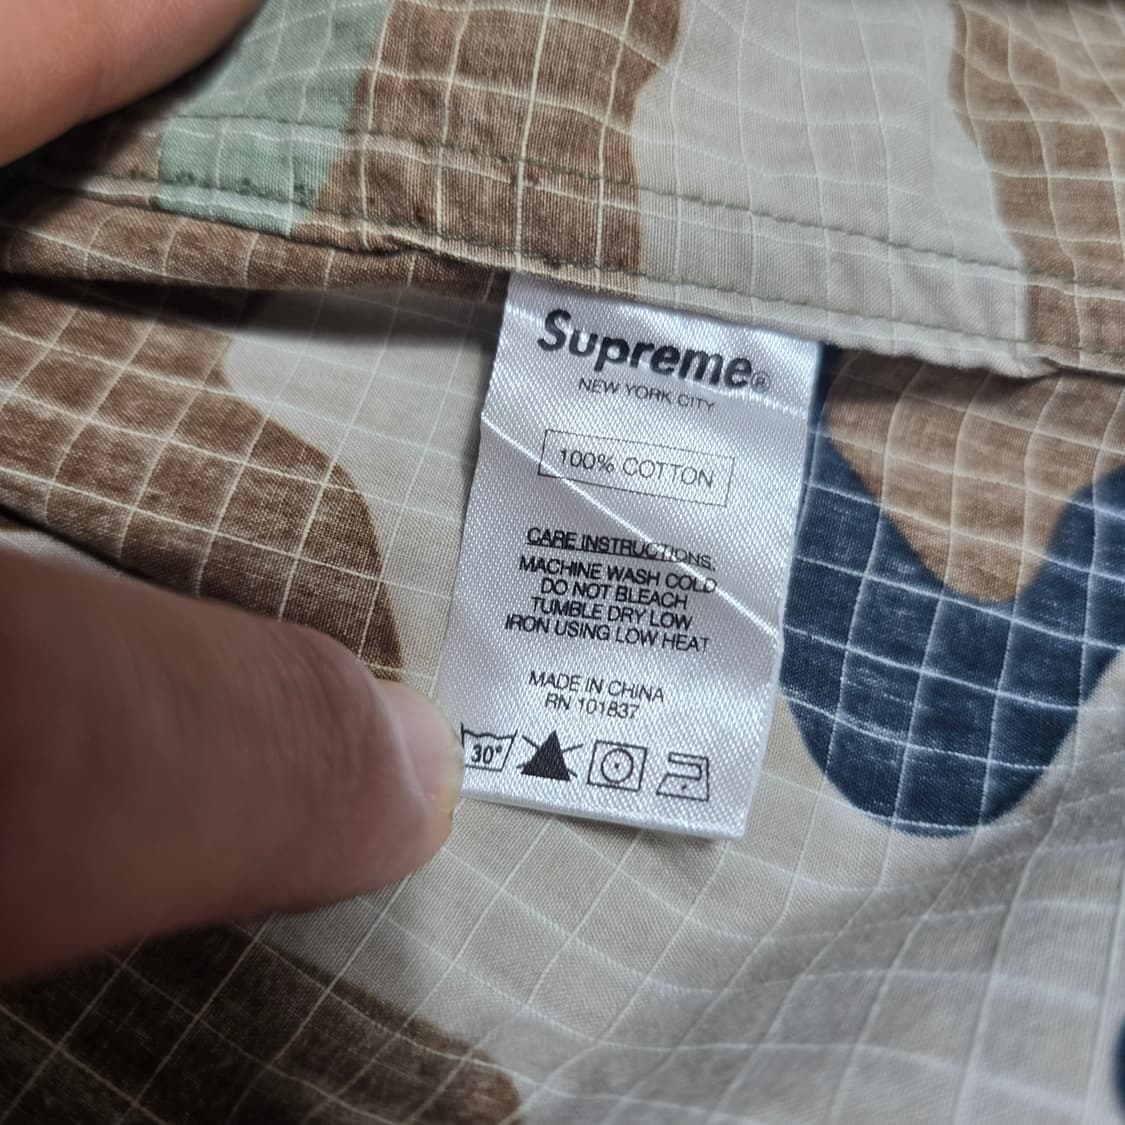 Supreme®
NEW YORK CITY
100% COTTON
CARE INSTRUCTIONS.
MACHINE WASH COLD
DO NOT BLEACH
TUMBLE DRY LOW
IRON USING LOW HEAT
MADE IN CHINA
RN 101837
30°